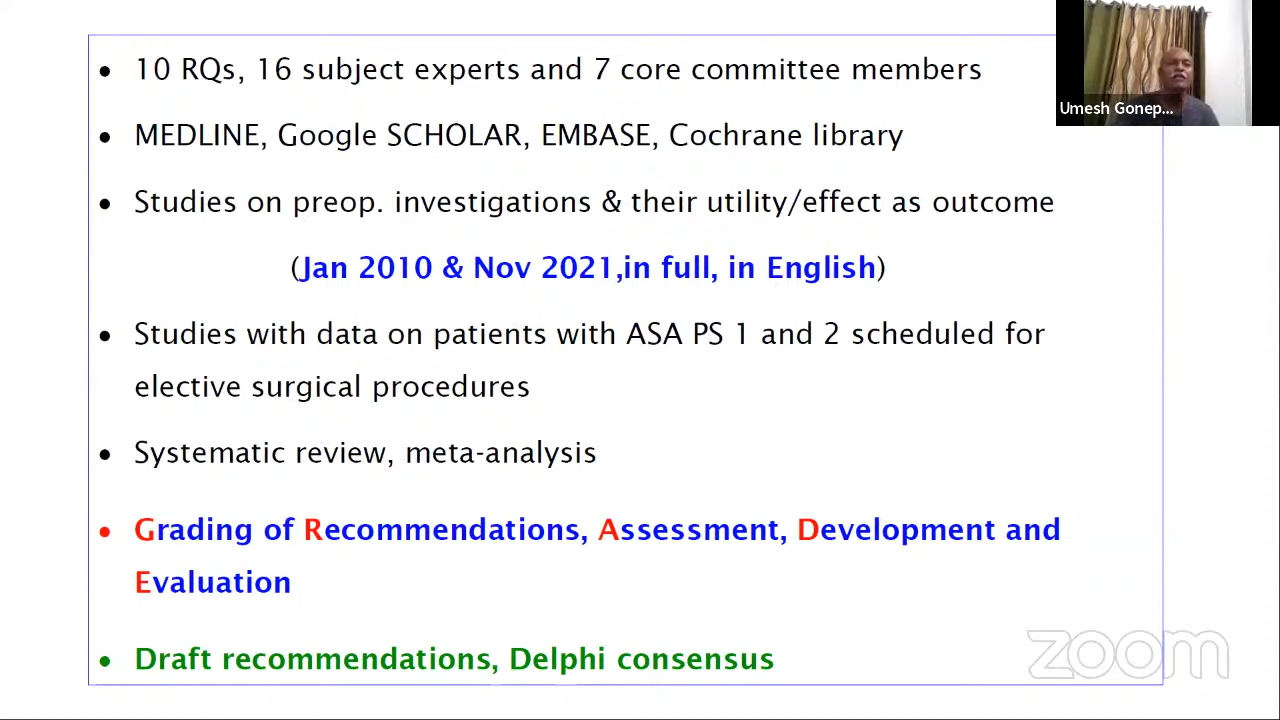 • 10 RQs, 16 subject experts and 7 core committee members
• MEDLINE, Google SCHOLAR, EMBASE, Cochrane library
• Studies on preop. investigations & their utility/effect as outcome
(Jan 2010 & Nov 2021,in full, in English)
• Studies with data on patients with ASA PS 1 and 2 scheduled for
elective surgical procedures
• Systematic review, meta-analysis
• Grading of Recommendations, Assessment, Development and
Evaluation
• Draft recommendations, Delphi consensus
Umesh Gonep...
zoom